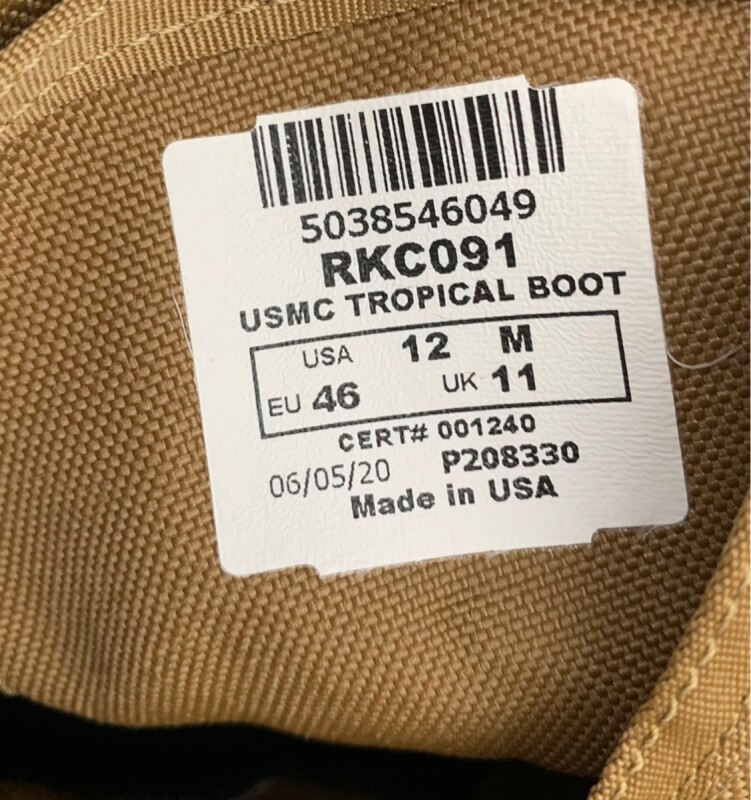 5038546049
RKC091
USMC TROPICAL BOOT
USA 12 M
EU 46 UK 11
CERT# 001240
06/05/20 P208330
Made in USA